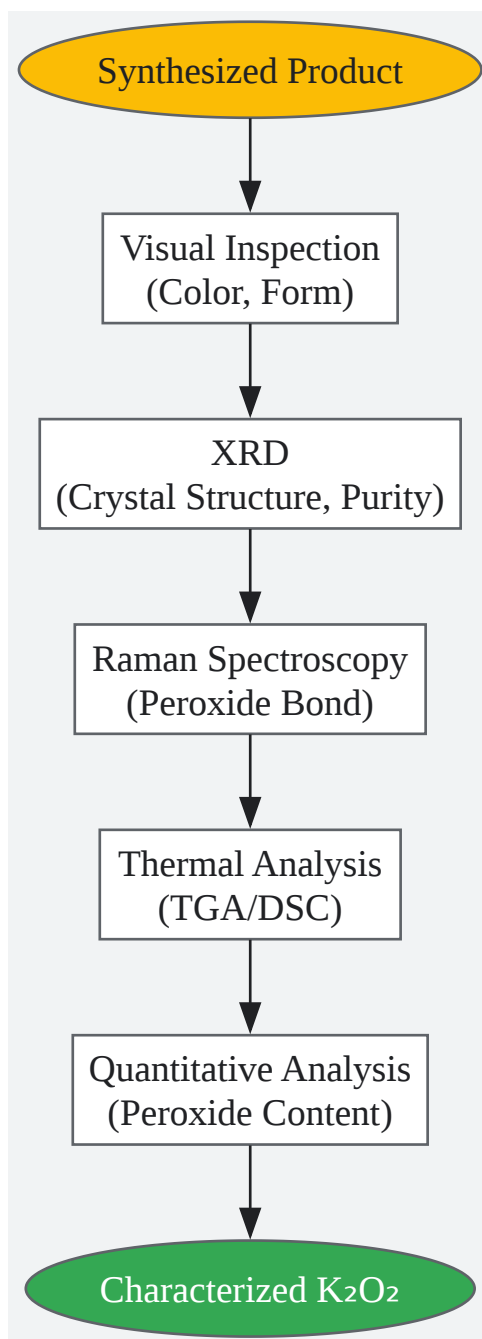 Synthesized Product
Visual Inspection
(Color, Form)
XRD
(Crystal Structure, Purity)
Raman Spectroscopy
(Peroxide Bond)
Thermal Analysis
(TGA/DSC)
Quantitative Analysis
(Peroxide Content)
Characterized K₂O₂